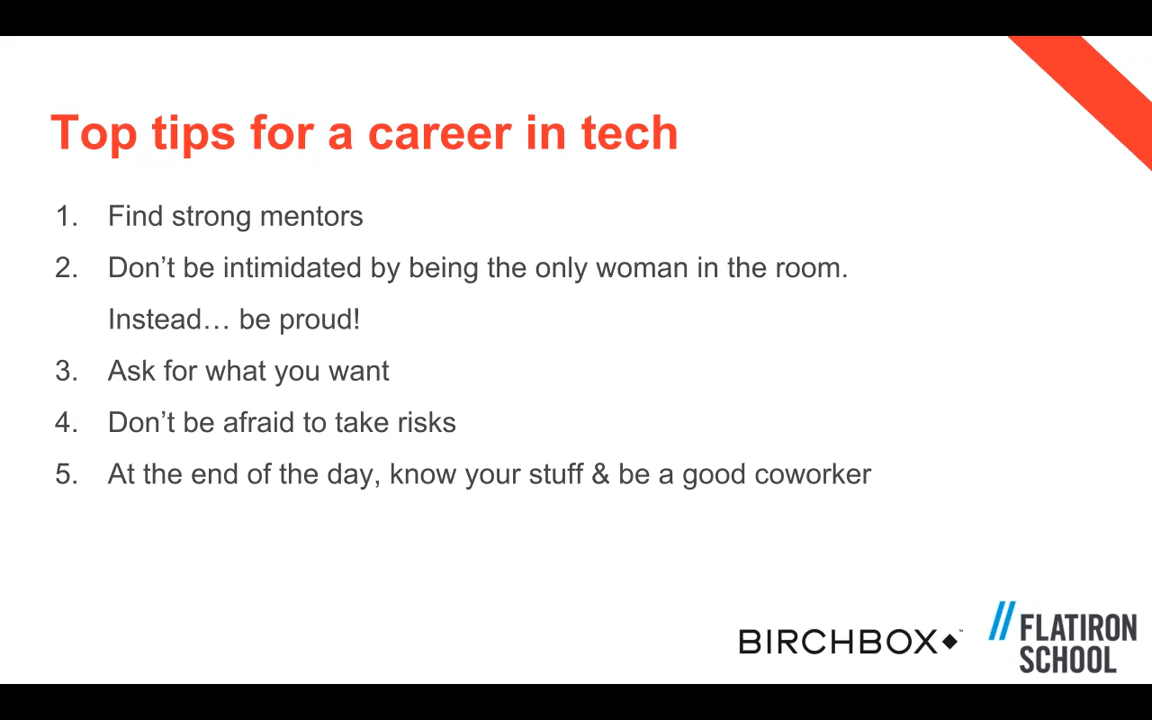 Top tips for a career in tech
1. Find strong mentors
2. Don't be intimidated by being the only woman in the room.
Instead… be proud!
3. Ask for what you want
4. Don't be afraid to take risks
5. At the end of the day, know your stuff & be a good coworker
BIRCHBOX™
FLATIRON
SCHOOL